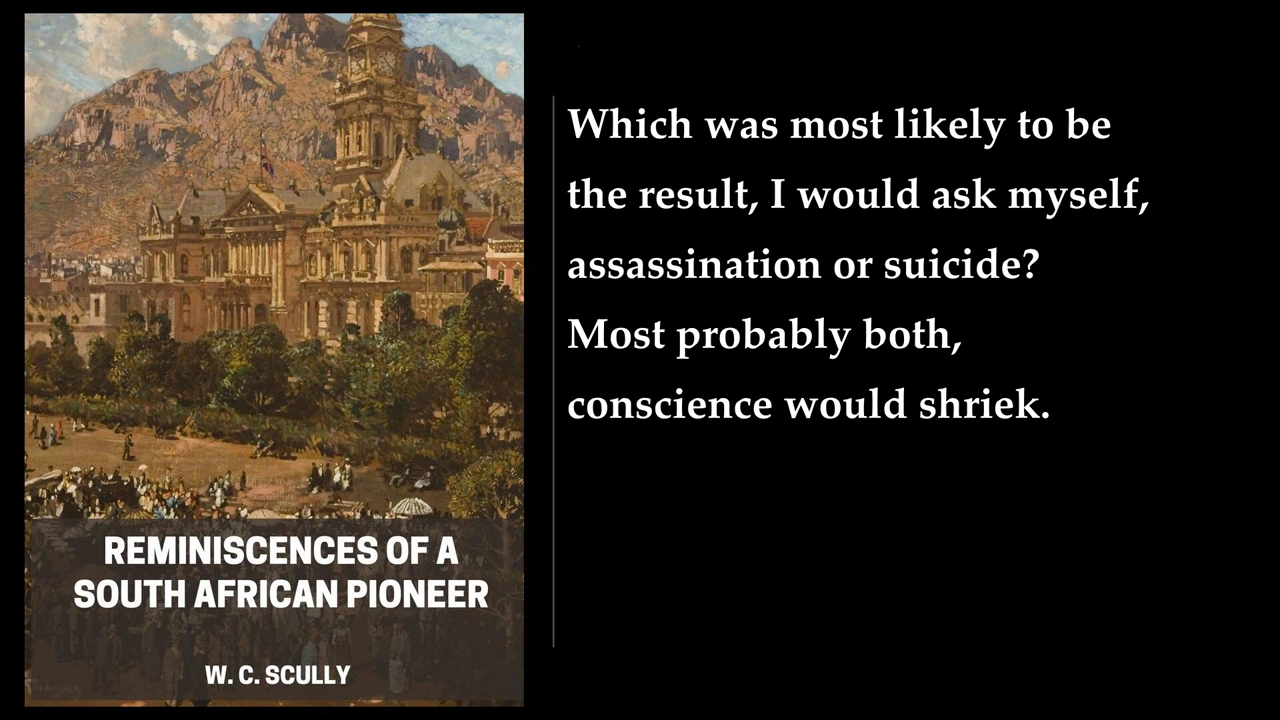 Which was most likely to be
the result, I would ask myself,
assassination or suicide?
Most probably both,
conscience would shriek.
REMINISCENCES OF A
SOUTH AFRICAN PIONEER
W. C. SCULLY